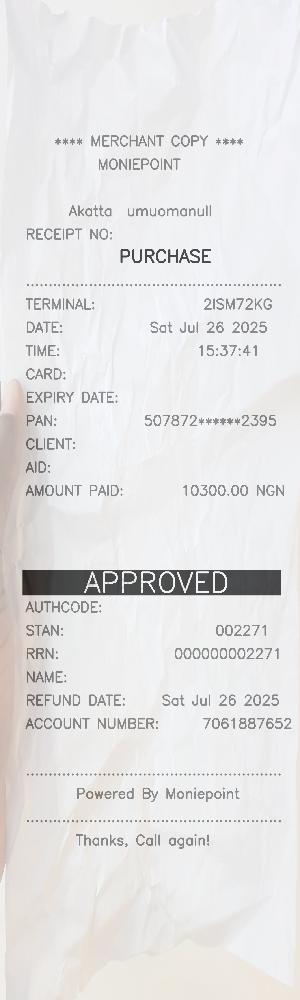 **** MERCHANT COPY ****
MONIEPOINT
Akatta umuomanull
RECEIPT NO:
PURCHASE
TERMINAL: 2ISM72KG
DATE: Sat Jul 26 2025
TIME: 15:37:41
CARD:
EXPIRY DATE:
PAN: 507872******2395
CLIENT:
AID:
AMOUNT PAID: 10300.00 NGN
APPROVED
AUTHCODE:
STAN: 002271
RRN: 000000002271
NAME:
REFUND DATE: Sat Jul 26 2025
ACCOUNT NUMBER: 7061887652
Powered By Moniepoint
Thanks, Call again!